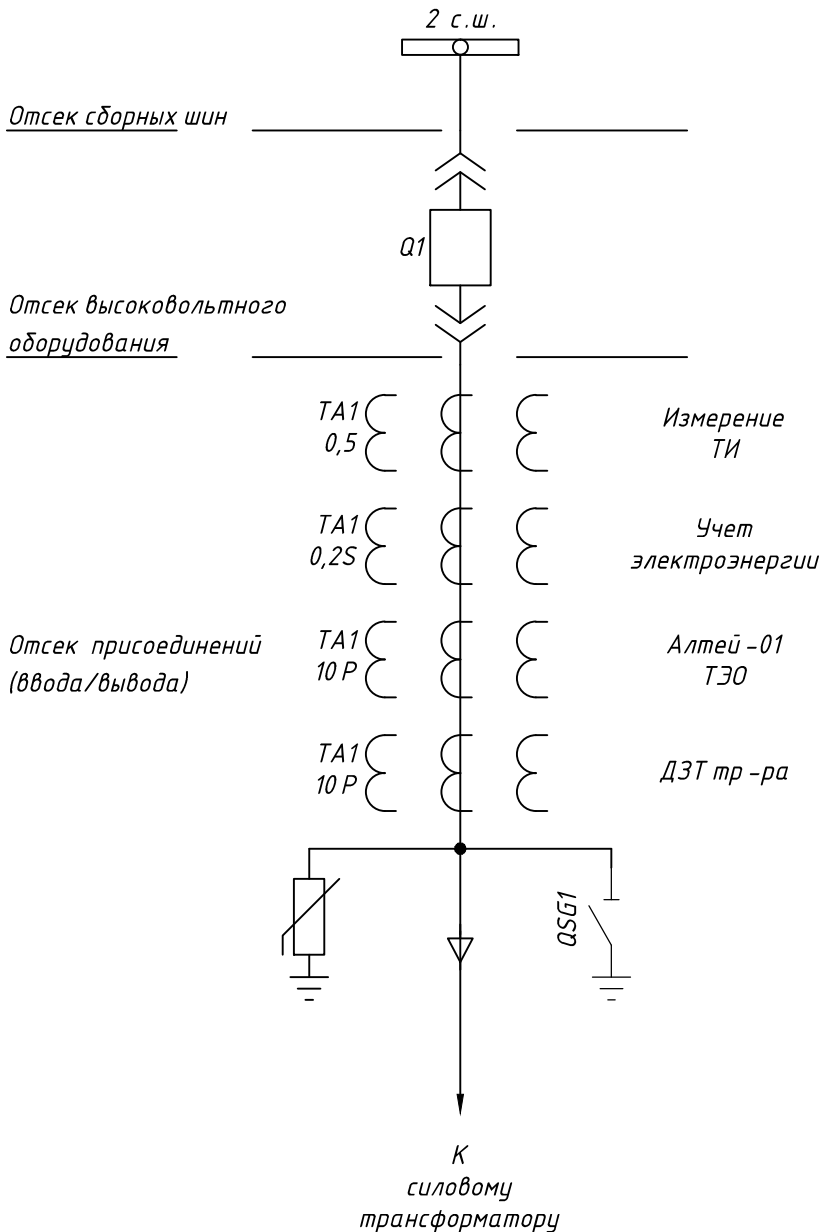 2 с.ш.
Отсек сборных шин
Q1
Отсек высоковольтного
оборудования
TA1
0,5
Измерение
ТИ
TA1
0,2S
Учет
электроэнергии
Отсек присоединений
(ввода/вывода)
TA1
10 Р
Алтей -01
ТЭО
TA1
10 Р
ДЗТ тр -ра
QSG1
К
силовому
трансформатору